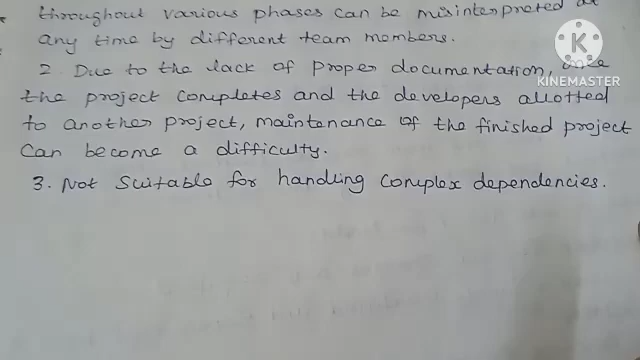 throughout various phases can be misinterpreted at
any time by different team members.
2. Due to the lack of proper documentation, once
the project completes and the developers allotted
to another project, maintenance of the finished project
can become a difficulty.
3. Not suitable for handling complex dependencies.
KINEMASTER